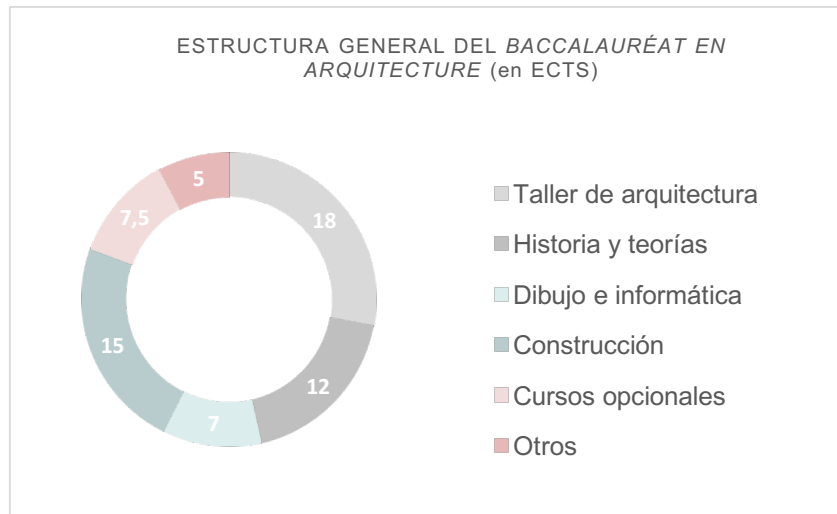 ESTRUCTURA GENERAL DEL BACCALAURÉAT EN
ARQUITECTURE (en ECTS)
5
7,5
18
15
12
7
Taller de arquitectura
Historia y teorías
Dibujo e informática
Construcción
Cursos opcionales
Otros